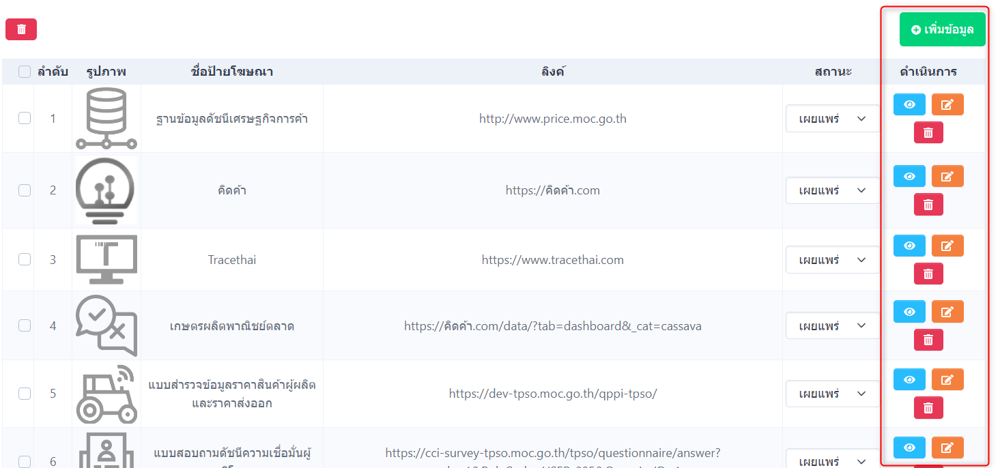 เพิ่มข้อมูล
ลำดับ รูปภาพ ชื่อป้ายโฆษณา ลิงค์ สถานะ ดำเนินการ
1 ฐานข้อมูลดัชนีเศรษฐกิจการค้า http://www.price.moc.go.th เผยแพร่
2 คิดค้า https://คิดค้า.com เผยแพร่
3 Tracethai https://www.tracethai.com เผยแพร่
4 เกษตรผลิตพาณิชย์ตลาด https://คิดค้า.com/data/?tab=dashboard&_cat=cassava เผยแพร่
5 แบบสำรวจข้อมูลราคาสินค้าผู้ผลิต https://dev-tpso.moc.go.th/qppi-tpso/ เผยแพร่
และราคาส่งออก
6 แบบสอบถามดัชนีความเชื่อมั่นผู้ https://cci-survey-tpso.moc.go.th/tpso/questionnaire/answer? เผยแพร่